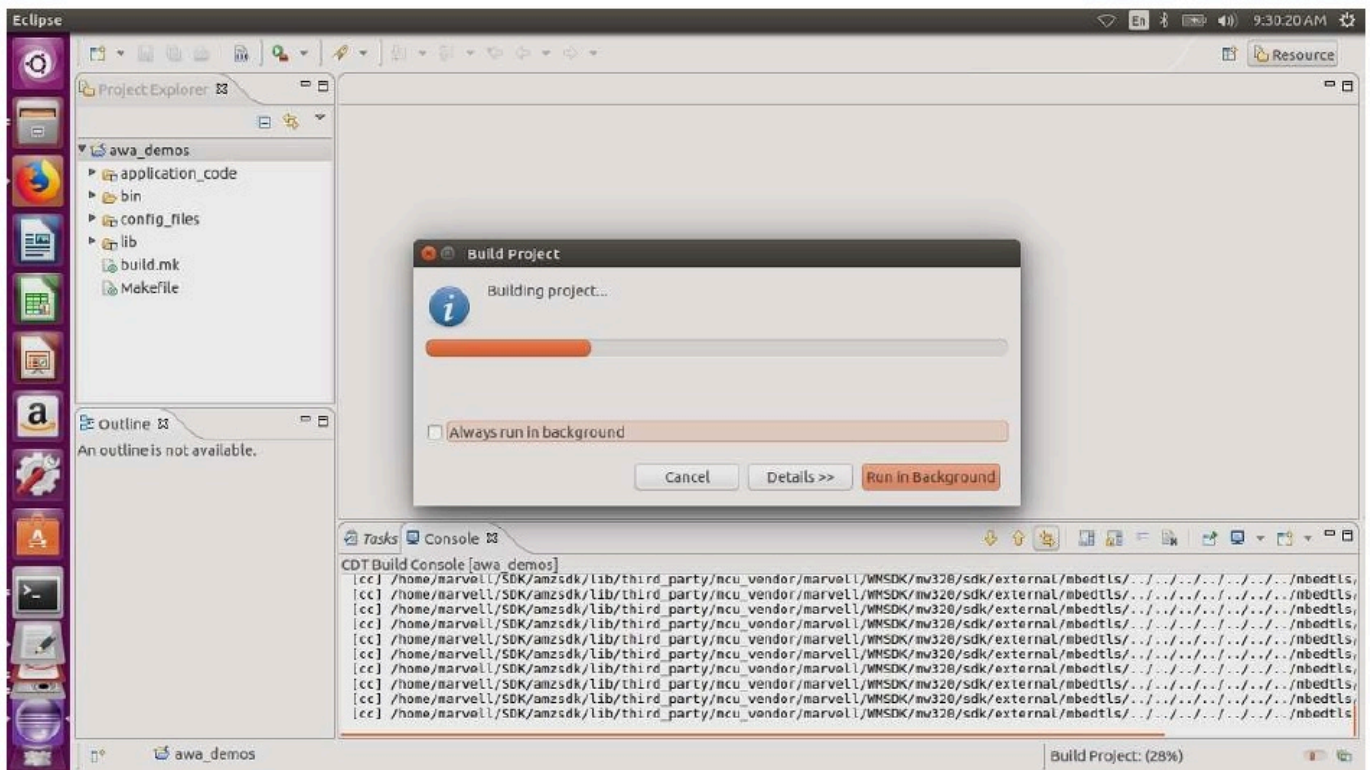 Eclipse
En
9:30:20 AM
Resource
Project Explorer
awa_demos
application_code
bin
config_files
lib
build.mk
Makefile
Build Project
Building project...
Always run in background
Cancel
Details >>
Run in Background
Outline
An outline is not available.
Tasks
Console
CDT Build Console [awa_demos]
[cc] /home/marvell/SDK/amzsdk/lib/third_party/mcu_vendor/marvell/WMSDK/mw320/sdk/external/mbedtls/../../../../../../mbedtls,
[cc] /home/marvell/SDK/amzsdk/lib/third_party/mcu_vendor/marvell/WMSDK/mw320/sdk/external/mbedtls/../../../../../../mbedtls,
[cc] /home/marvell/SDK/amzsdk/lib/third_party/mcu_vendor/marvell/WMSDK/mw320/sdk/external/mbedtls/../../../../../../mbedtls,
[cc] /home/marvell/SDK/amzsdk/lib/third_party/mcu_vendor/marvell/WMSDK/mw320/sdk/external/mbedtls/../../../../../../mbedtls,
[cc] /home/marvell/SDK/amzsdk/lib/third_party/mcu_vendor/marvell/WMSDK/mw320/sdk/external/mbedtls/../../../../../../mbedtls,
[cc] /home/marvell/SDK/amzsdk/lib/third_party/mcu_vendor/marvell/WMSDK/mw320/sdk/external/mbedtls/../../../../../../mbedtls,
[cc] /home/marvell/SDK/amzsdk/lib/third_party/mcu_vendor/marvell/WMSDK/mw320/sdk/external/mbedtls/../../../../../../mbedtls,
[cc] /home/marvell/SDK/amzsdk/lib/third_party/mcu_vendor/marvell/WMSDK/mw320/sdk/external/mbedtls/../../../../../../mbedtls,
[cc] /home/marvell/SDK/amzsdk/lib/third_party/mcu_vendor/marvell/WMSDK/mw320/sdk/external/mbedtls/../../../../../../mbedtls,
[cc] /home/marvell/SDK/amzsdk/lib/third_party/mcu_vendor/marvell/WMSDK/mw320/sdk/external/mbedtls/../../../../../../mbedtls
awa_demos
Build Project: (28%)